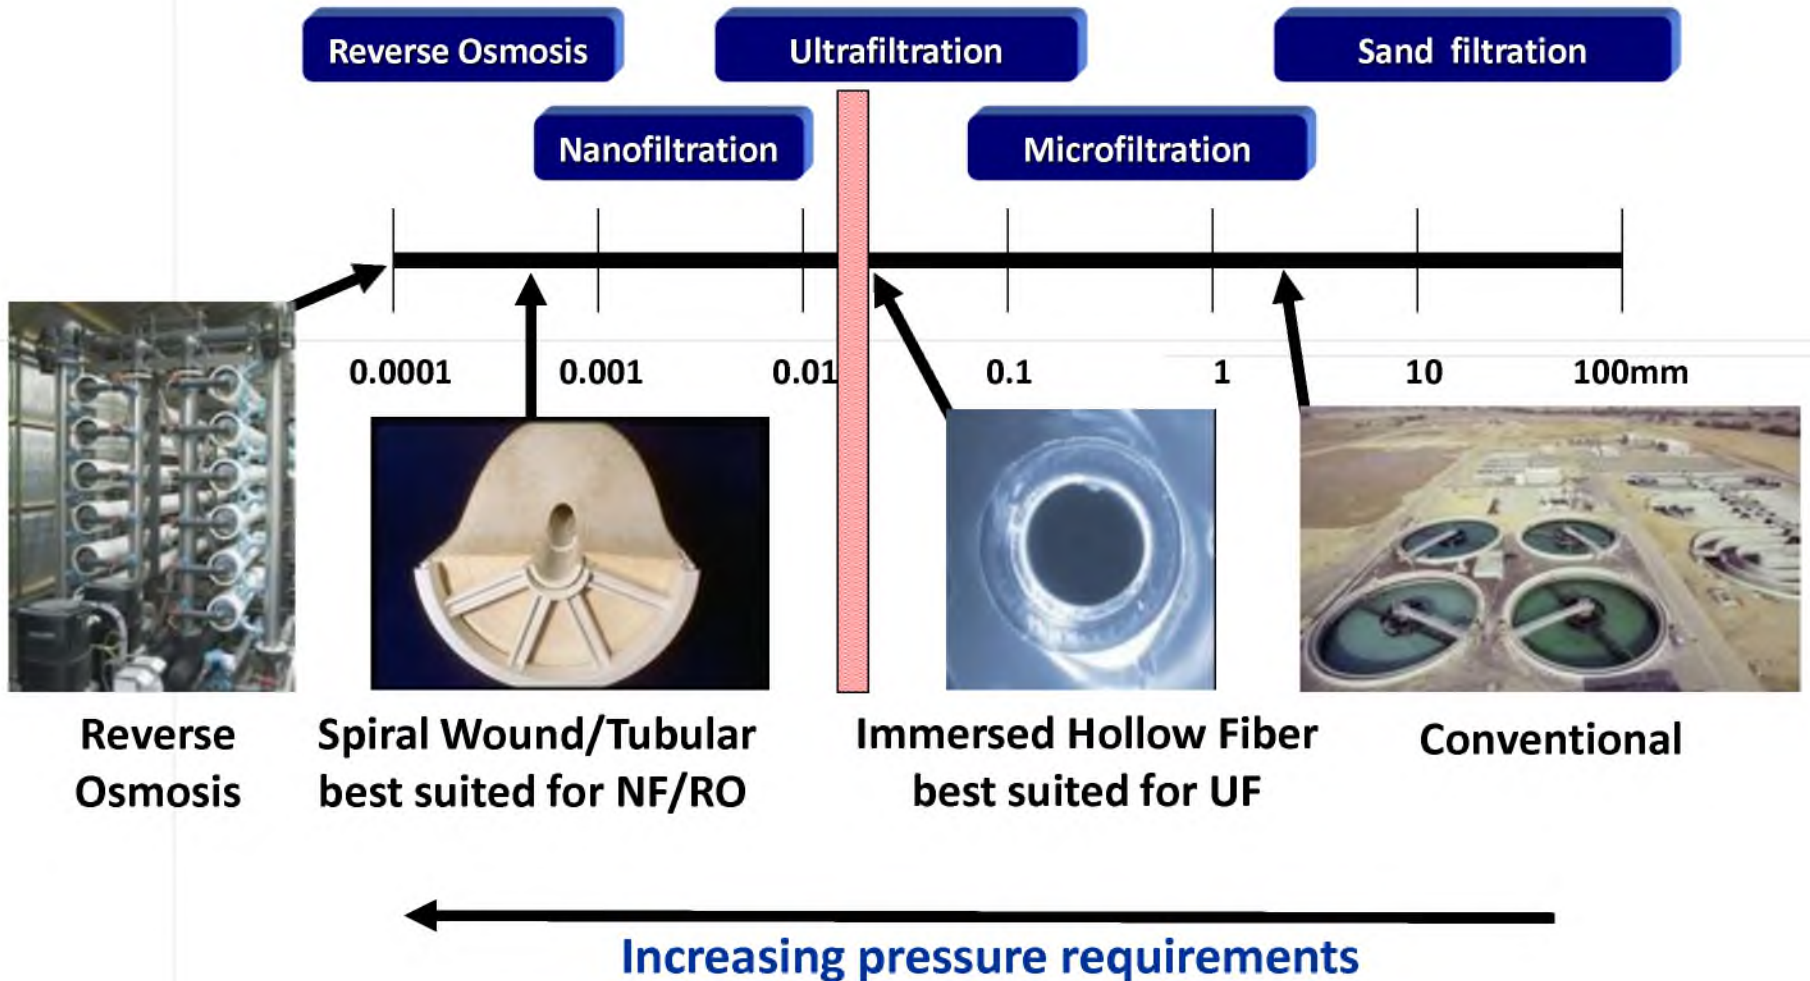 Reverse Osmosis
Ultrafiltration
Sand filtration
Nanofiltration
Microfiltration
0.0001
0.001
0.01
0.1
1
10
100mm
Reverse
Osmosis
Spiral Wound/Tubular
best suited for NF/RO
Immersed Hollow Fiber
best suited for UF
Conventional
Increasing pressure requirements